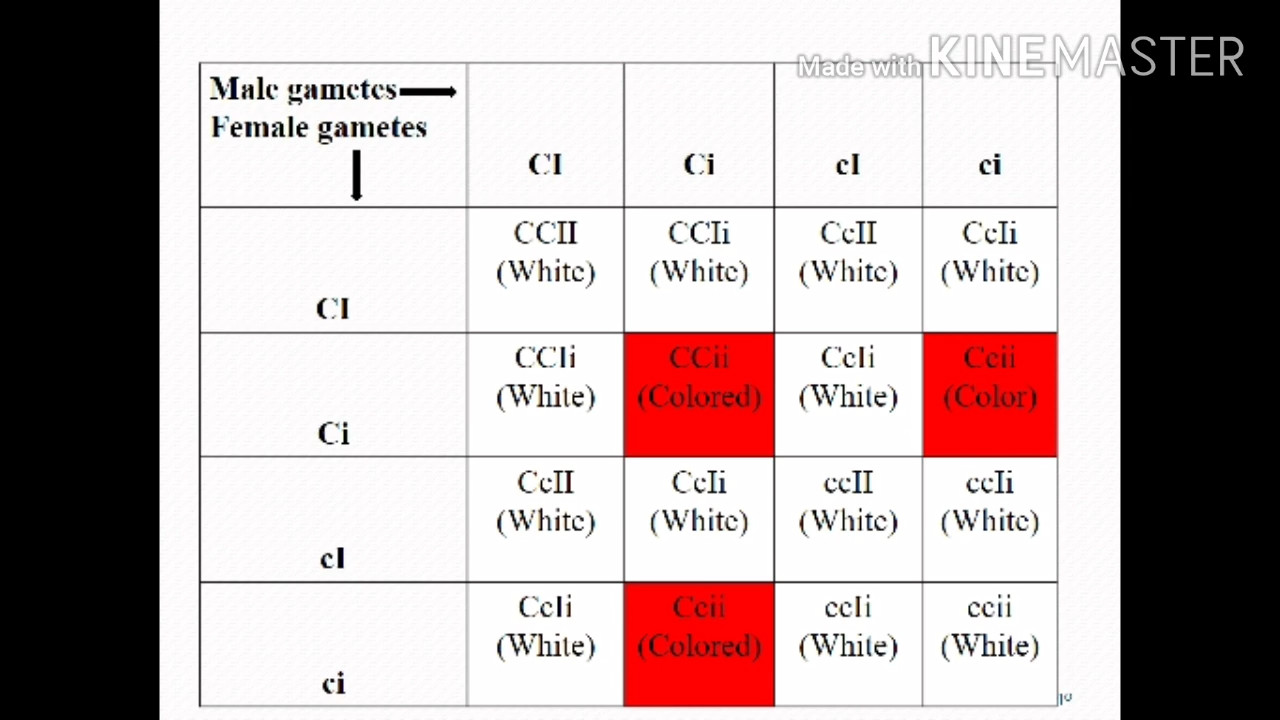 Made with KINEMASTER
Male gametes
Female gametes
CI Ci cI ci
CCII CCIi CcII CcIi
(White) (White) (White) (White)
CI
CCIi CCii CcIi Ccii
(White) (Colored) (White) (Color)
Ci
CcII CcIi ccII ccIi
(White) (White) (White) (White)
cI
CcIi Ccii ccIi ccii
(White) (Colored) (White) (White)
ci